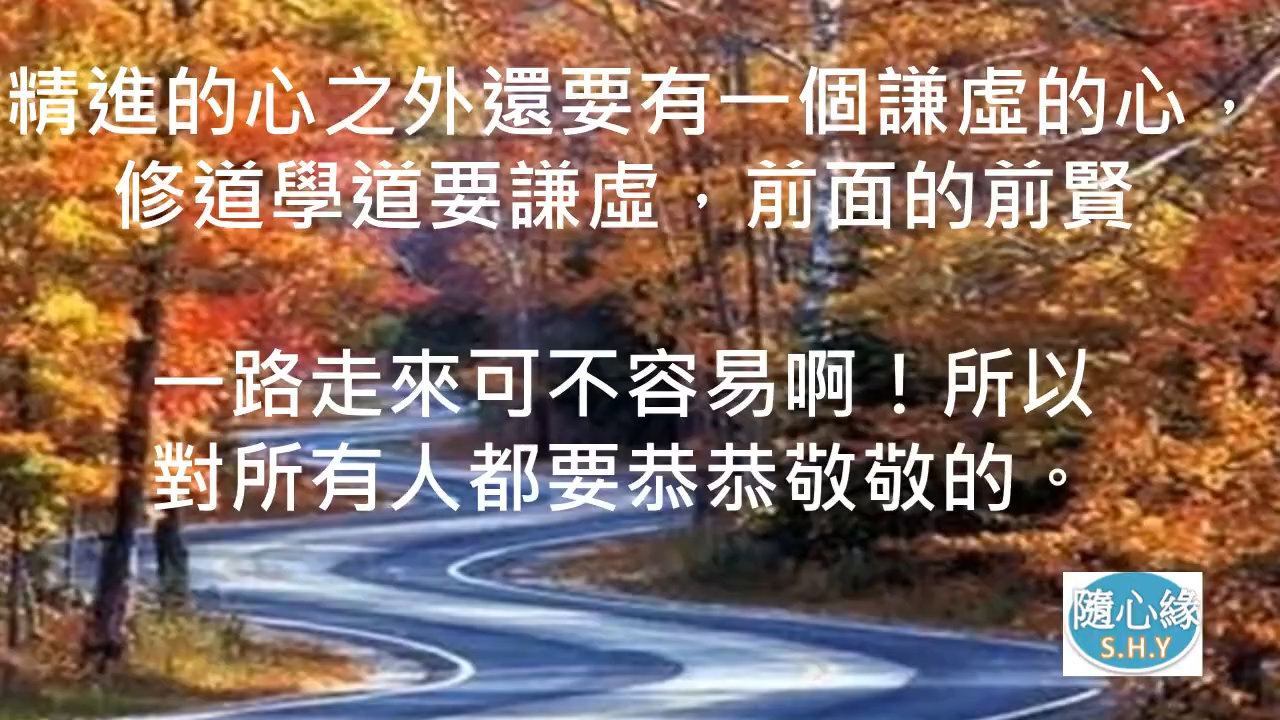 精進的心之外還要有一個謙虛的心，
修道學道要謙虛，前面的前賢
一路走來可不容易啊！所以
對所有人都要恭恭敬敬的。
隨心緣
S.H.Y